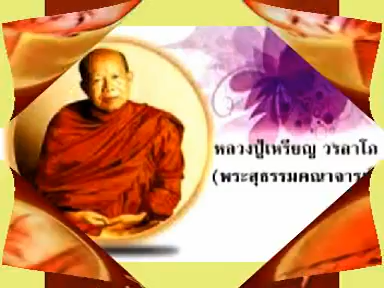 หลวงปู่เหรียญ วรลาโภ
(พระสุธรรมคณาจารย์